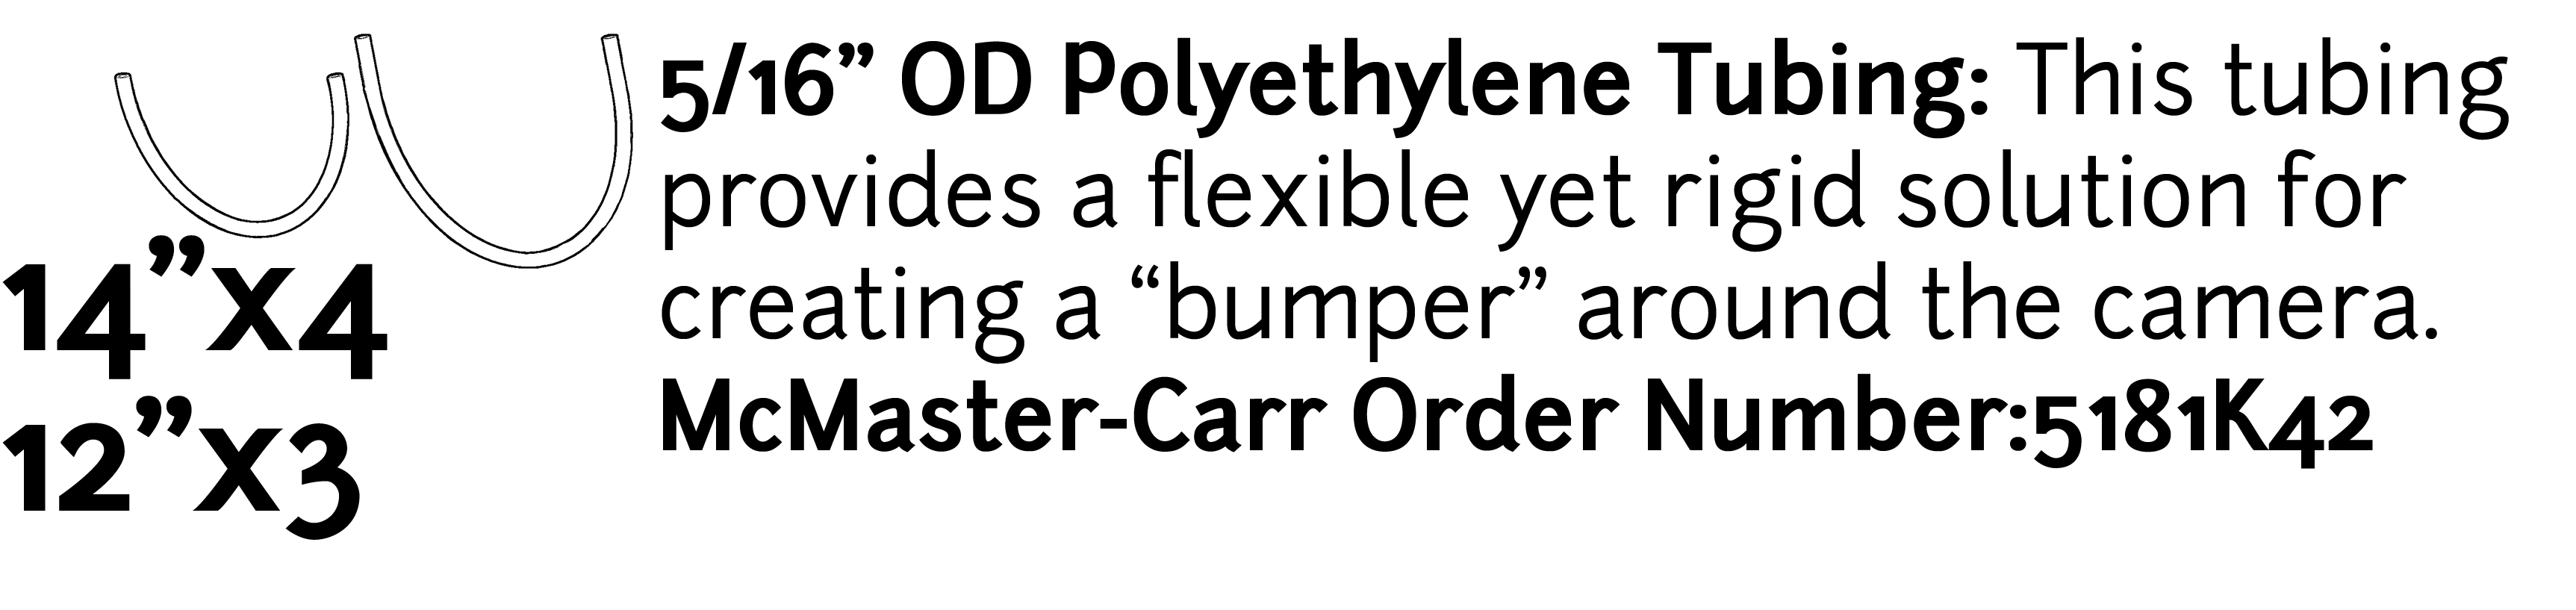 5/16” OD Polyethylene Tubing: This tubing
provides a flexible yet rigid solution for
creating a “bumper” around the camera.
McMaster-Carr Order Number:5181K42
14”x4
12”x3